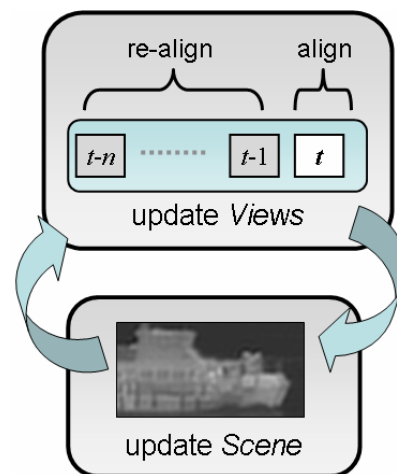 re-align align
t-n ........ t-1 t
update Views
update Scene